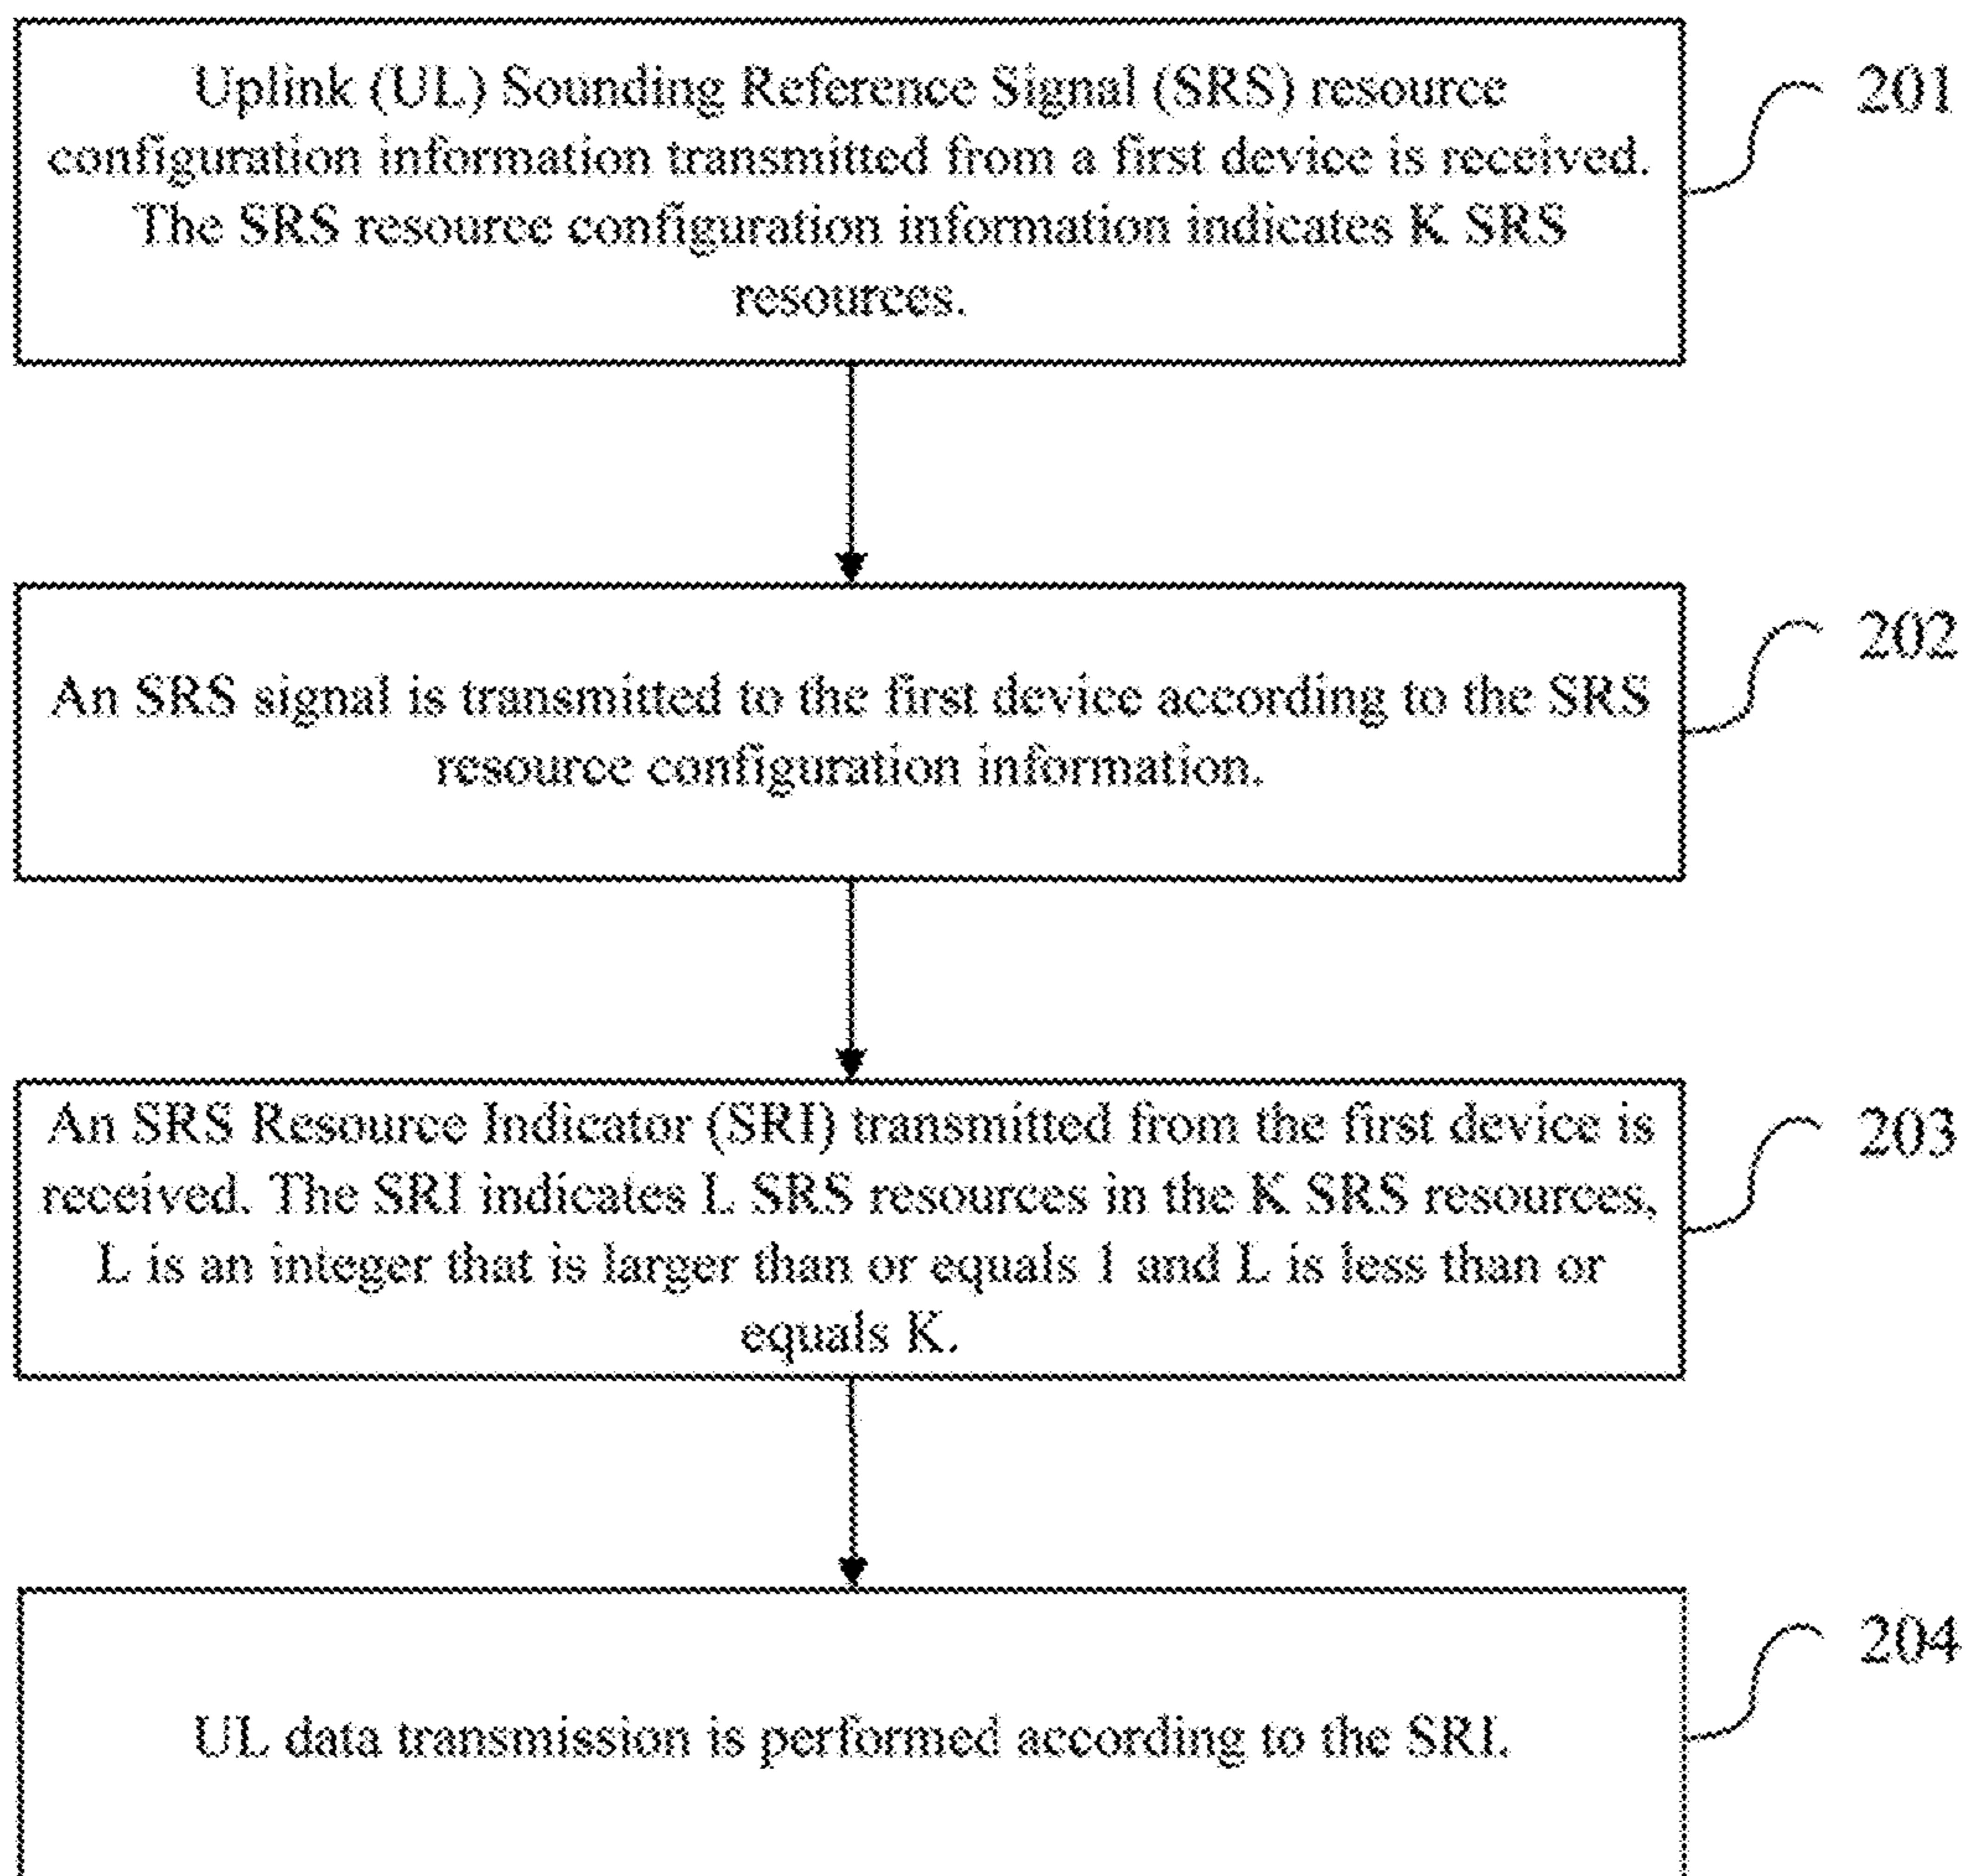 Uplink (UL) Sounding Reference Signal (SRS) resource
configuration information transmitted from a first device is received.
The SRS resource configuration information indicates K SRS
resources.
201
An SRS signal is transmitted to the first device according to the SRS
resource configuration information.
202
An SRS Resource Indicator (SRI) transmitted from the first device is
received. The SRI indicates L SRS resources in the K SRS resources,
L is an integer that is larger than or equals 1 and L is less than or
equals K.
203
UL data transmission is performed according to the SRI.
204